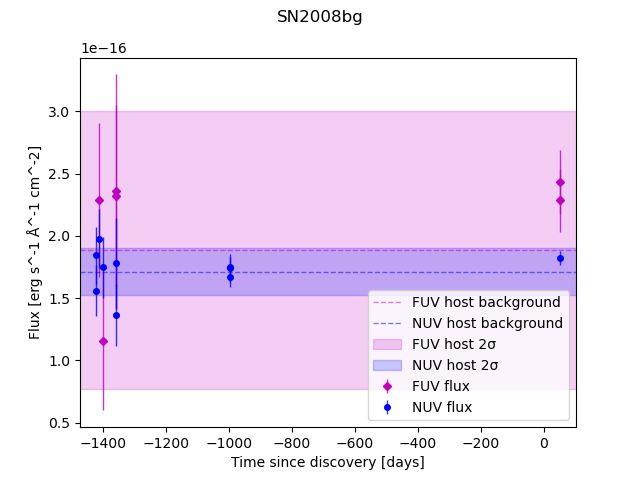 SN2008bg
1e−16
3.0
2.5
2.0
1.5
1.0
0.5
Flux [erg s^-1 Å^-1 cm^-2]
−1400 −1200 −1000 −800 −600 −400 −200 0
Time since discovery [days]
FUV host background
NUV host background
FUV host 2σ
NUV host 2σ
FUV flux
NUV flux